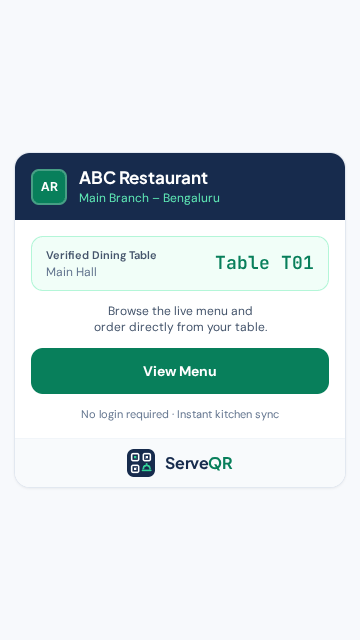 AR
ABC Restaurant
Main Branch – Bengaluru
Verified Dining Table
Main Hall
Table T01
Browse the live menu and
order directly from your table.
View Menu
No login required · Instant kitchen sync
ServeQR